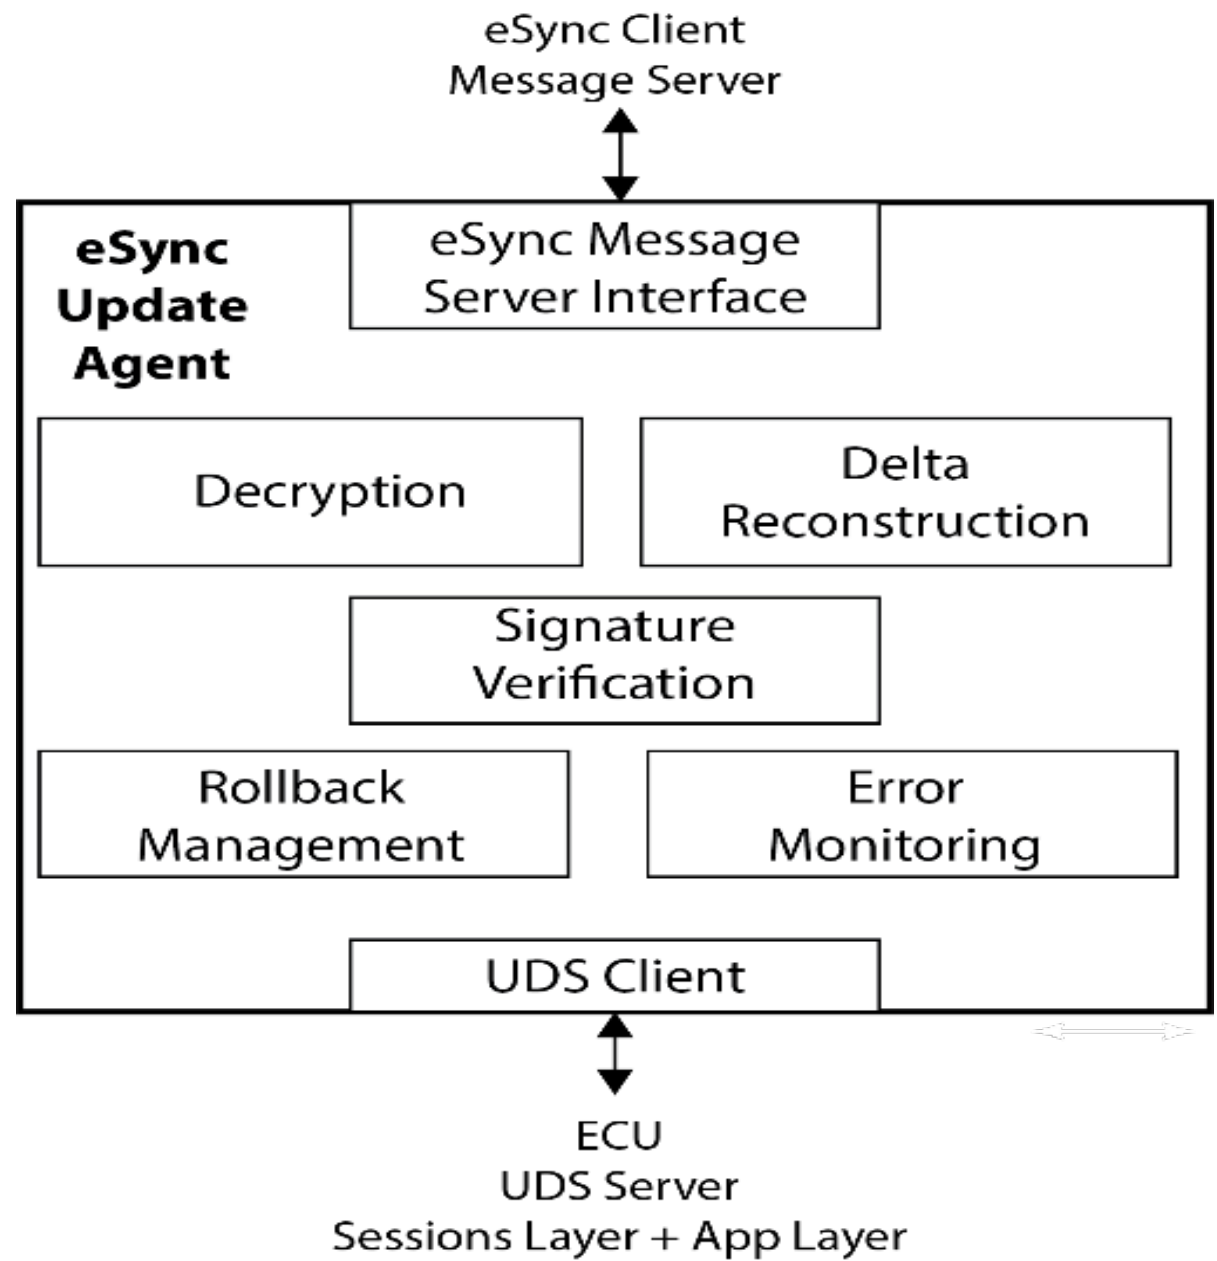 eSync Client
Message Server
eSync
Update
Agent
eSync Message
Server Interface
Decryption
Delta
Reconstruction
Signature
Verification
Rollback
Management
Error
Monitoring
UDS Client
ECU
UDS Server
Sessions Layer + App Layer